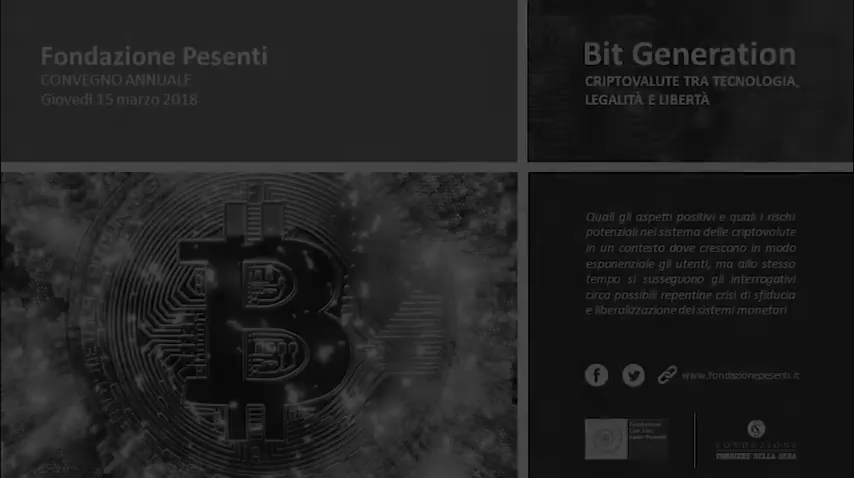 Fondazione Pesenti
CONVEGNO ANNUALE
Giovedì 15 marzo 2018
Bit Generation
CRIPTOVALUTE TRA TECNOLOGIA,
LEGALITÀ E LIBERTÀ
Quali gli aspetti positivi e quali i rischi
potenziali nel sistema delle criptovalute
in un contesto dove crescono in modo
esponenziale gli utenti, ma allo stesso
tempo si susseguono gli interrogativi
circa possibili repentine crisi di sfiducia
e liberalizzazione dei sistemi monetari
www.fondazionepesenti.it
Fondazione
Pesenti
FONDAZIONE
CORRIERE DELLA SERA